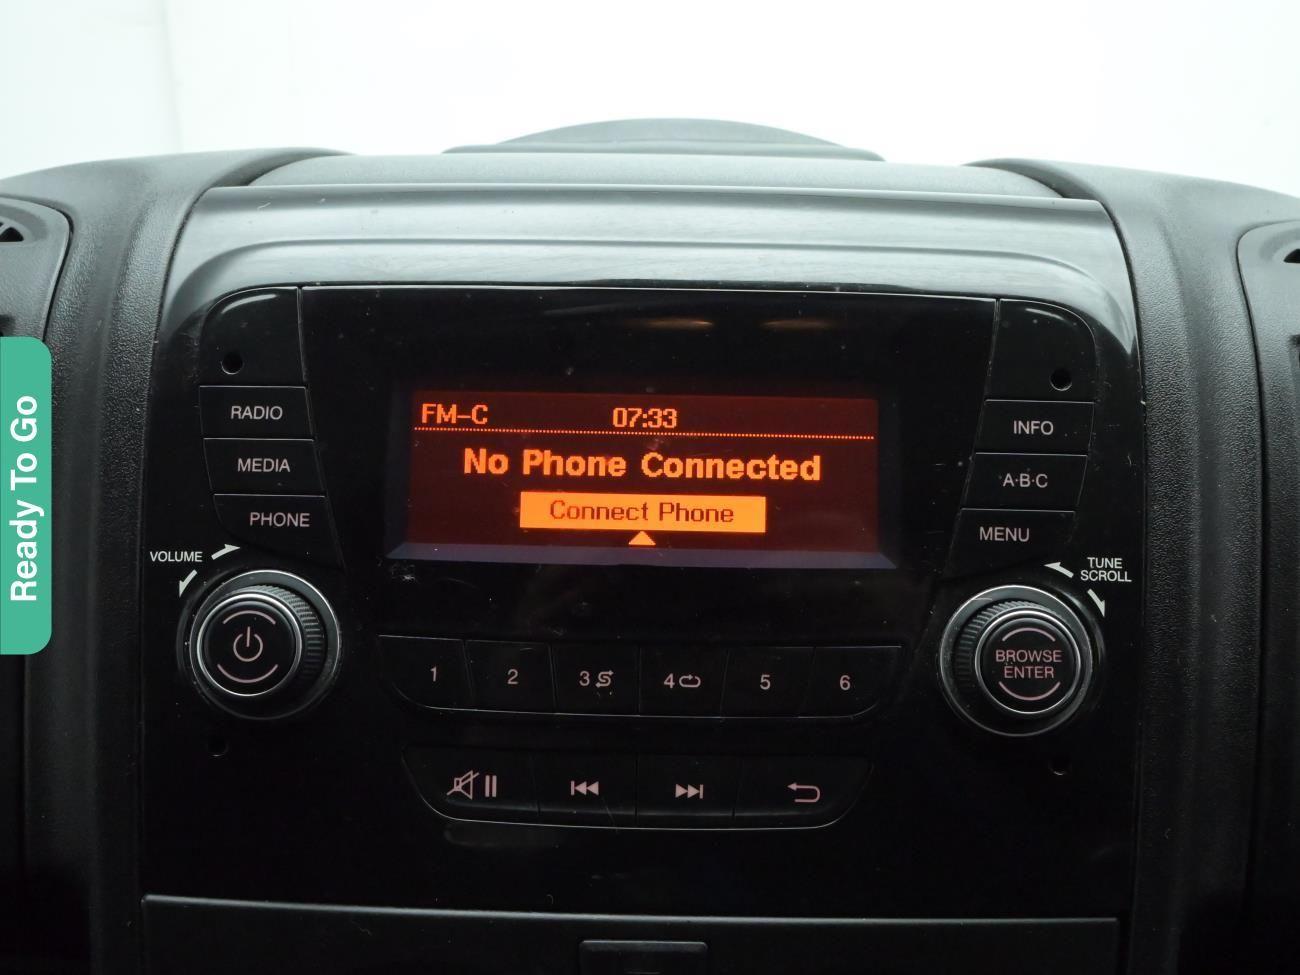 Ready To Go
RADIO
MEDIA
PHONE
VOLUME
FM-C 07:33
No Phone Connected
Connect Phone
INFO
A·B·C
MENU
TUNE
SCROLL
BROWSE
ENTER
1 2 3 4 5 6